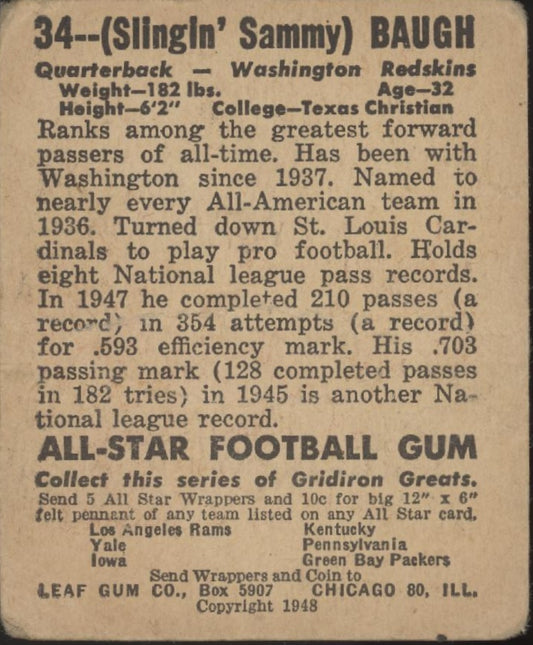 34--(Slingin' Sammy) BAUGH
Quarterback — Washington Redskins
Weight—182 lbs. Age—32
Height—6'2" College—Texas Christian
Ranks among the greatest forward
passers of all-time. Has been with
Washington since 1937. Named to
nearly every All-American team in
1936. Turned down St. Louis Car-
dinals to play pro football. Holds
eight National league pass records.
In 1947 he completed 210 passes (a
record) in 354 attempts (a record)
for .593 efficiency mark. His .703
passing mark (128 completed passes
in 182 tries) in 1945 is another Na-
tional league record.
ALL-STAR FOOTBALL GUM
Collect this series of Gridiron Greats.
Send 5 All Star Wrappers and 10c for big 12" x 6"
felt pennant of any team listed on any All Star card.
Los Angeles Rams Kentucky
Yale Pennsylvania
Iowa Green Bay Packers
Send Wrappers and Coin to
LEAF GUM CO., Box 5907 CHICAGO 80, ILL.
Copyright 1948